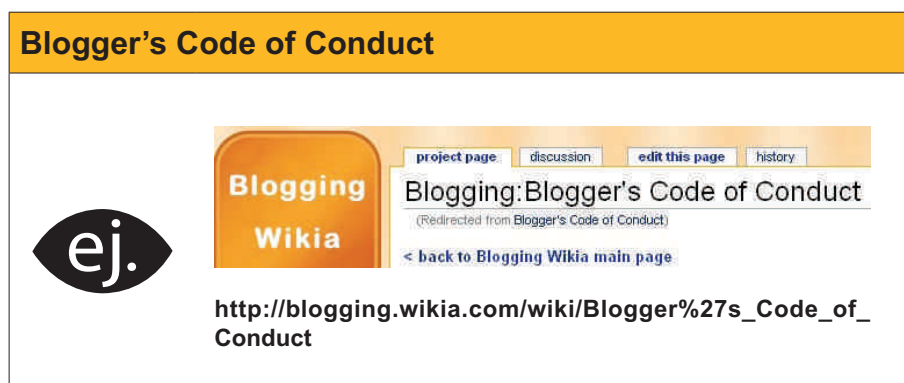 Blogger’s Code of Conduct
project page discussion edit this page history
Blogging
Wikia
Blogging:Blogger's Code of Conduct
(Redirected from Blogger's Code of Conduct)
< back to Blogging Wikia main page
ej.
http://blogging.wikia.com/wiki/Blogger%27s_Code_of_
Conduct